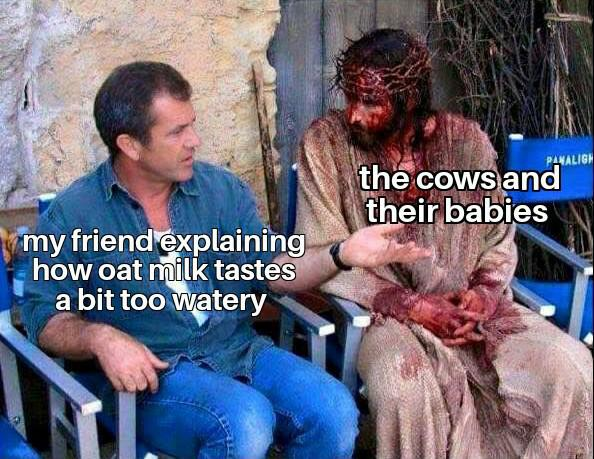 the cows and
their babies
my friend explaining
how oat milk tastes
a bit too watery